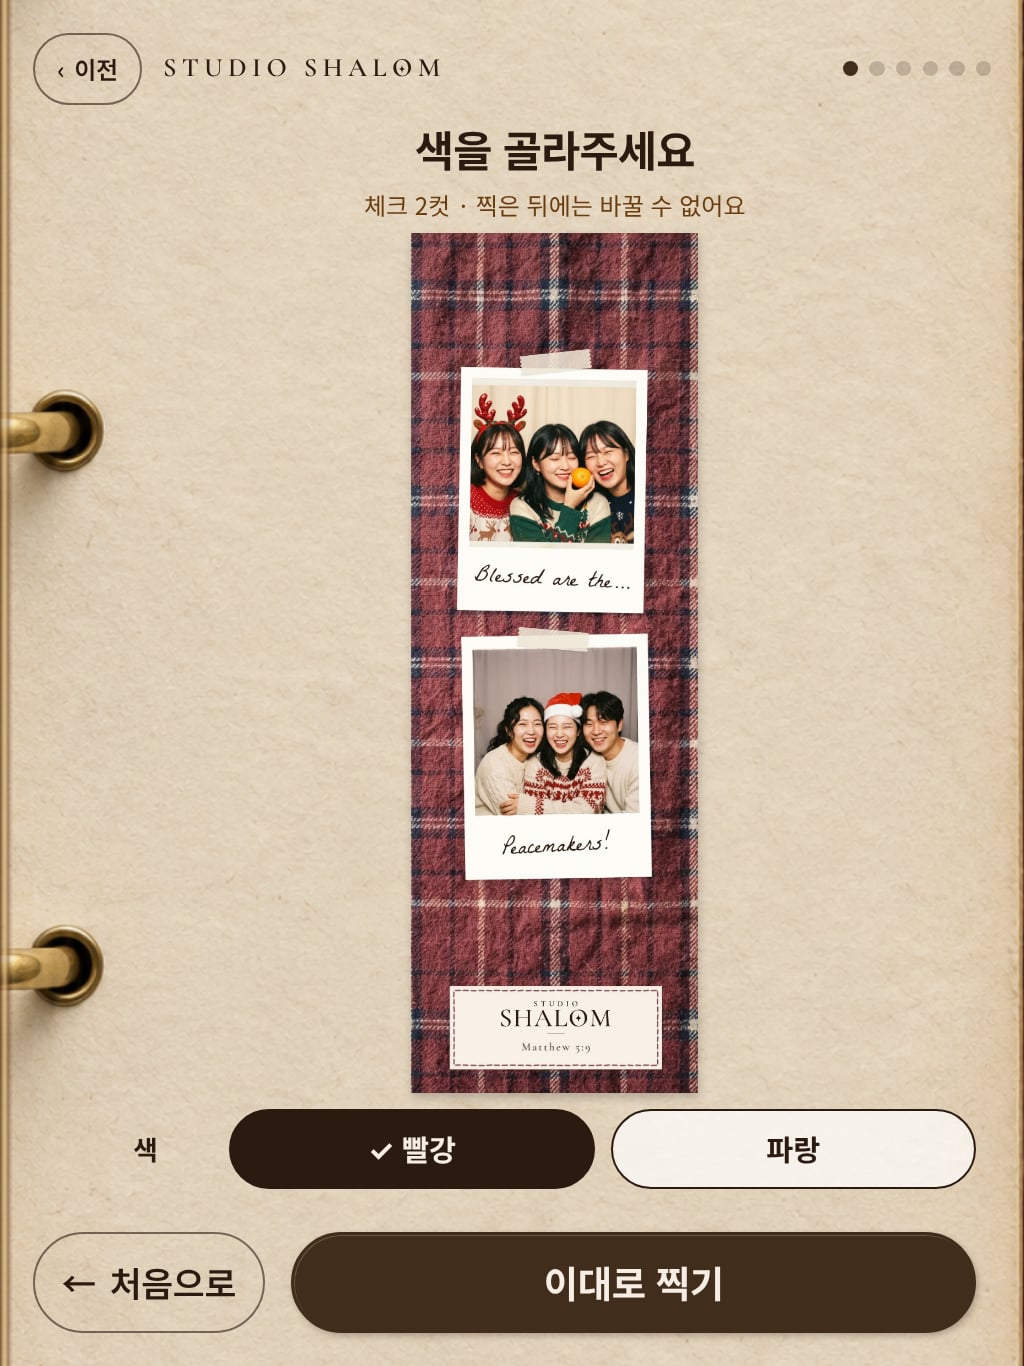 ‹ 이전
STUDIO SHALOM
색을 골라주세요
체크 2컷 · 찍은 뒤에는 바꿀 수 없어요
Blessed are the...
Peacemakers!
STUDIO
SHALOM
Matthew 5:9
색
✓ 빨강
파랑
← 처음으로
이대로 찍기